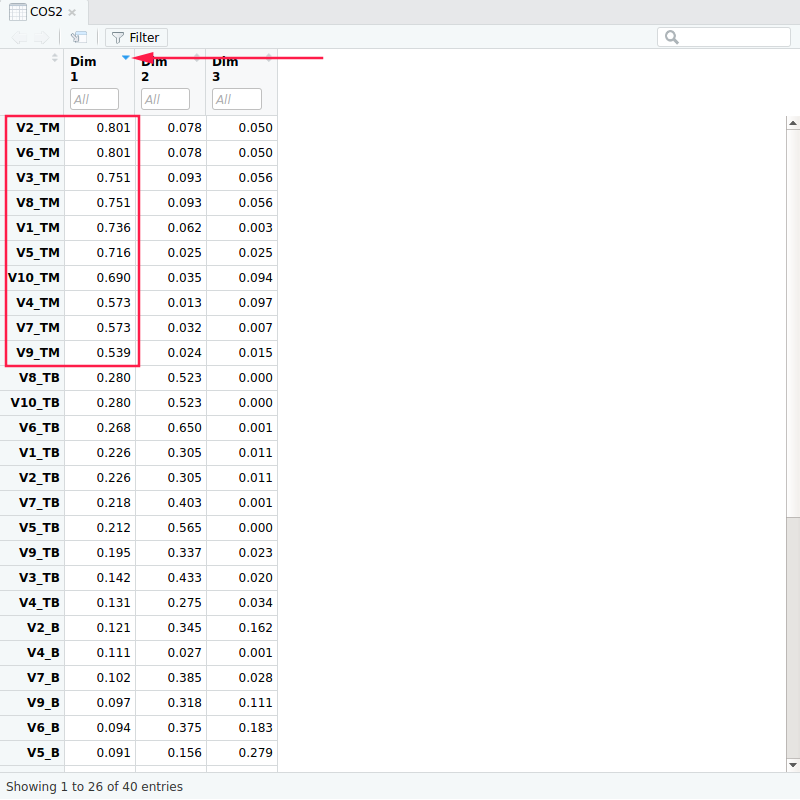 COS2
Filter
Dim 1 Dim 2 Dim 3
All All All
V2_TM 0.801 0.078 0.050
V6_TM 0.801 0.078 0.050
V3_TM 0.751 0.093 0.056
V8_TM 0.751 0.093 0.056
V1_TM 0.736 0.062 0.003
V5_TM 0.716 0.025 0.025
V10_TM 0.690 0.035 0.094
V4_TM 0.573 0.013 0.097
V7_TM 0.573 0.032 0.007
V9_TM 0.539 0.024 0.015
V8_TB 0.280 0.523 0.000
V10_TB 0.280 0.523 0.000
V6_TB 0.268 0.650 0.001
V1_TB 0.226 0.305 0.011
V2_TB 0.226 0.305 0.011
V7_TB 0.218 0.403 0.001
V5_TB 0.212 0.565 0.000
V9_TB 0.195 0.337 0.023
V3_TB 0.142 0.433 0.020
V4_TB 0.131 0.275 0.034
V2_B 0.121 0.345 0.162
V4_B 0.111 0.027 0.001
V7_B 0.102 0.385 0.028
V9_B 0.097 0.318 0.111
V6_B 0.094 0.375 0.183
V5_B 0.091 0.156 0.279
Showing 1 to 26 of 40 entries